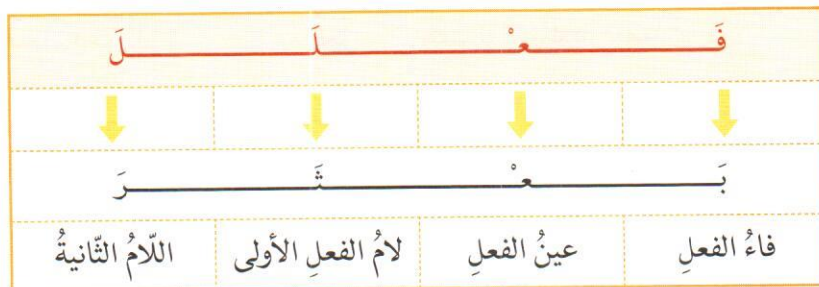 فَـــعْـــلَـــلَ
بَـــعْـــثَـــرَ
فاءُ الفعلِ عينُ الفعلِ لامُ الفعلِ الأولى اللّامُ الثّانيةُ